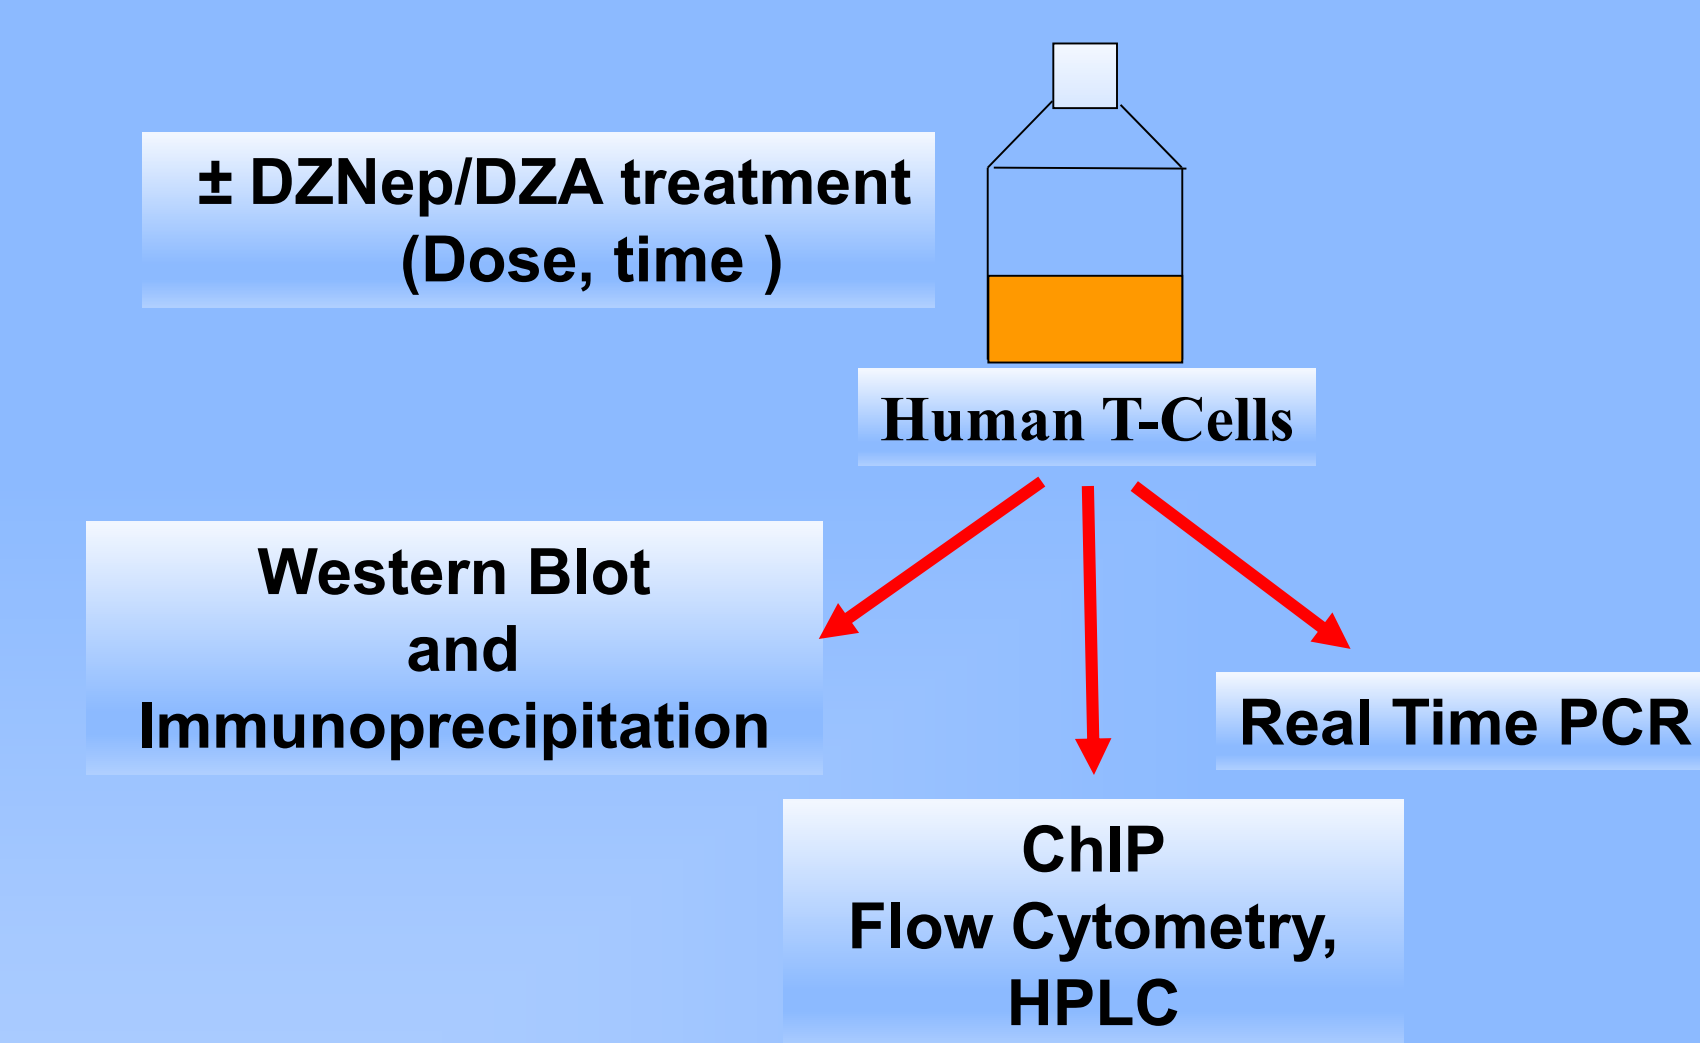 ± DZNep/DZA treatment
(Dose, time )
Human T-Cells
Western Blot
and
Immunoprecipitation
Real Time PCR
ChIP
Flow Cytometry,
HPLC